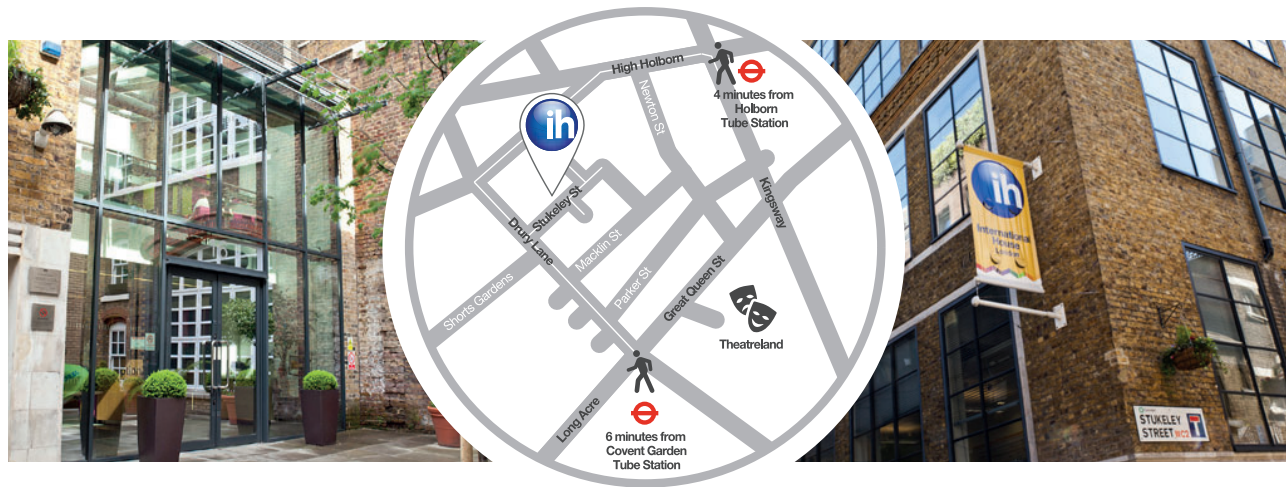 High Holborn
Newton St
4 minutes from
Holborn
Tube Station
ih
Stukeley St
Drury Lane
Macklin St
Kingsway
Shorts Gardens
Parker St
Great Queen St
Theatreland
Long Acre
6 minutes from
Covent Garden
Tube Station
ih
International
House
London
STUKELEY
STREET WC2